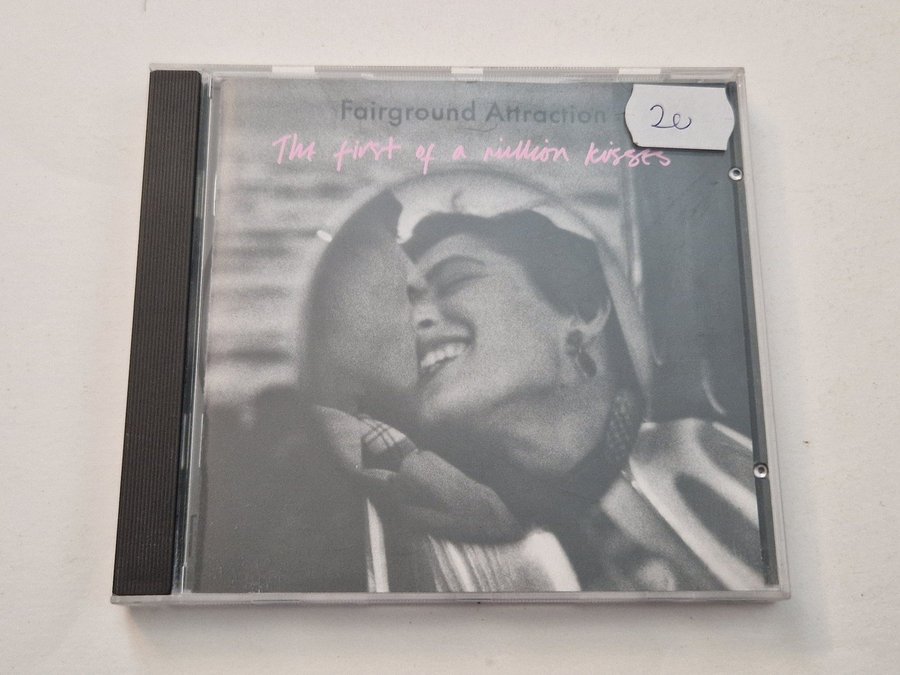 Fairground Attraction
The first of a million kisses
2e